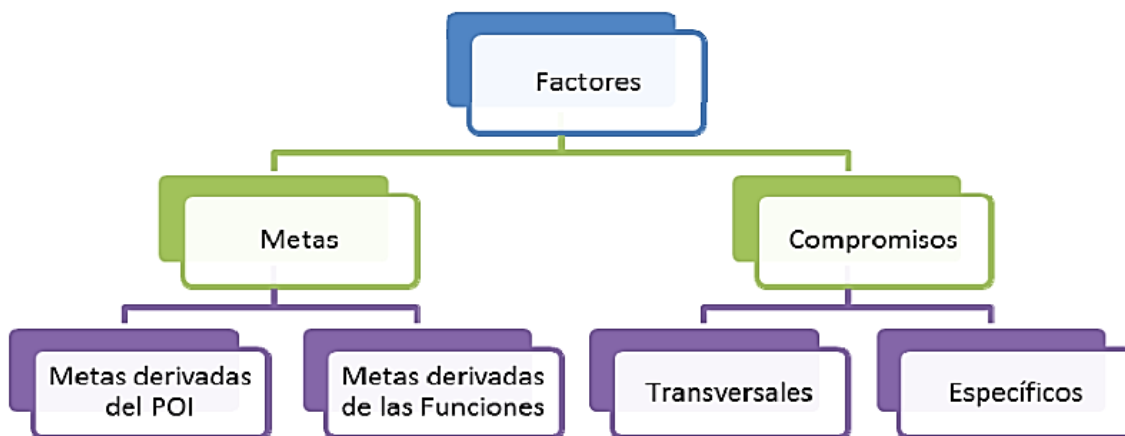 Factores
Metas
Compromisos
Metas derivadas
del POI
Metas derivadas
de las Funciones
Transversales
Específicos